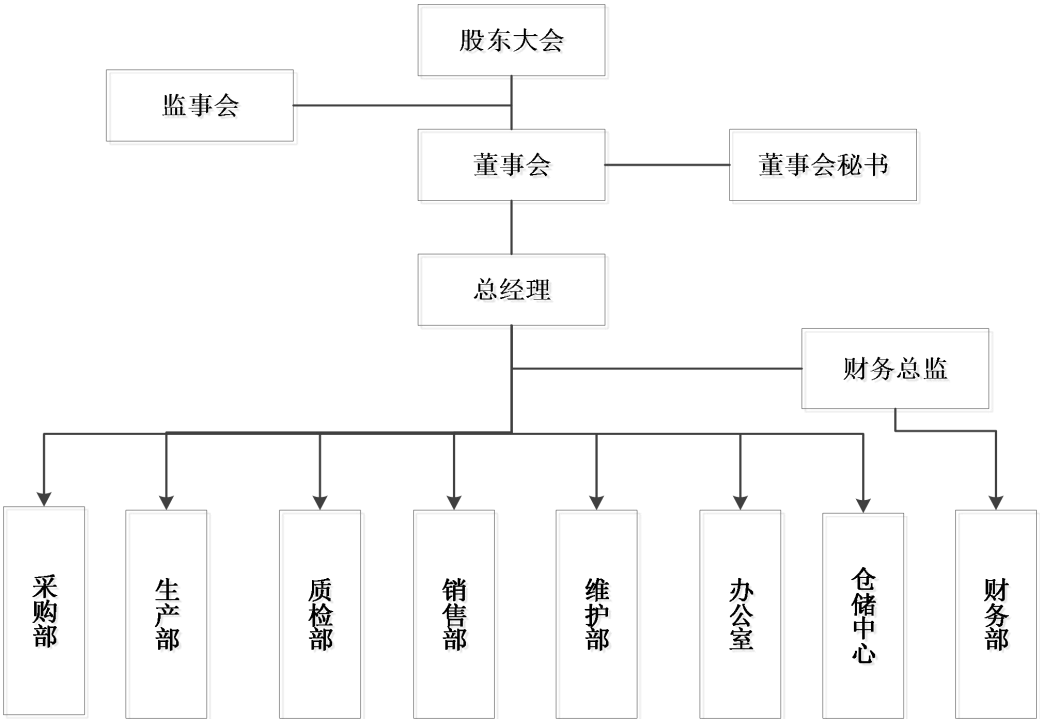 股东大会
监事会
董事会
董事会秘书
总经理
财务总监
采购部
生产部
质检部
销售部
维护部
办公室
仓储中心
财务部